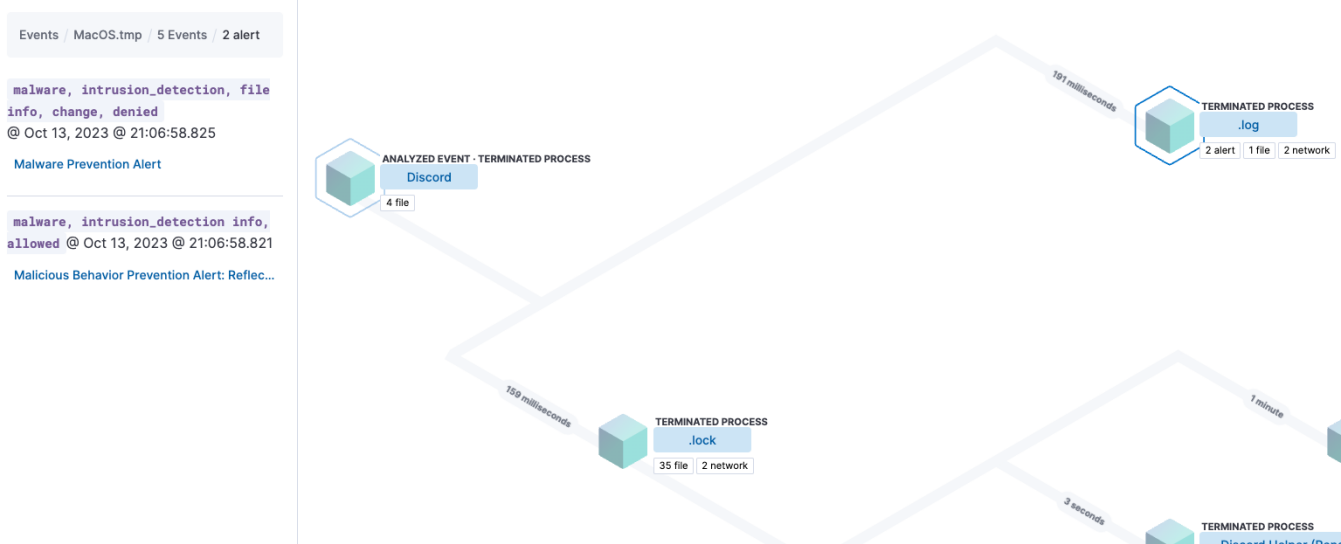 Events / MacOS.tmp / 5 Events / 2 alert
malware, intrusion_detection, file
info, change, denied
@ Oct 13, 2023 @ 21:06:58.825
Malware Prevention Alert
malware, intrusion_detection info,
allowed @ Oct 13, 2023 @ 21:06:58.821
Malicious Behavior Prevention Alert: Reflec...
191 milliseconds
TERMINATED PROCESS
.log
2 alert 1 file 2 network
ANALYZED EVENT · TERMINATED PROCESS
Discord
4 file
159 milliseconds
TERMINATED PROCESS
.lock
35 file 2 network
1 minute
3 seconds
TERMINATED PROCESS
Discord Helper